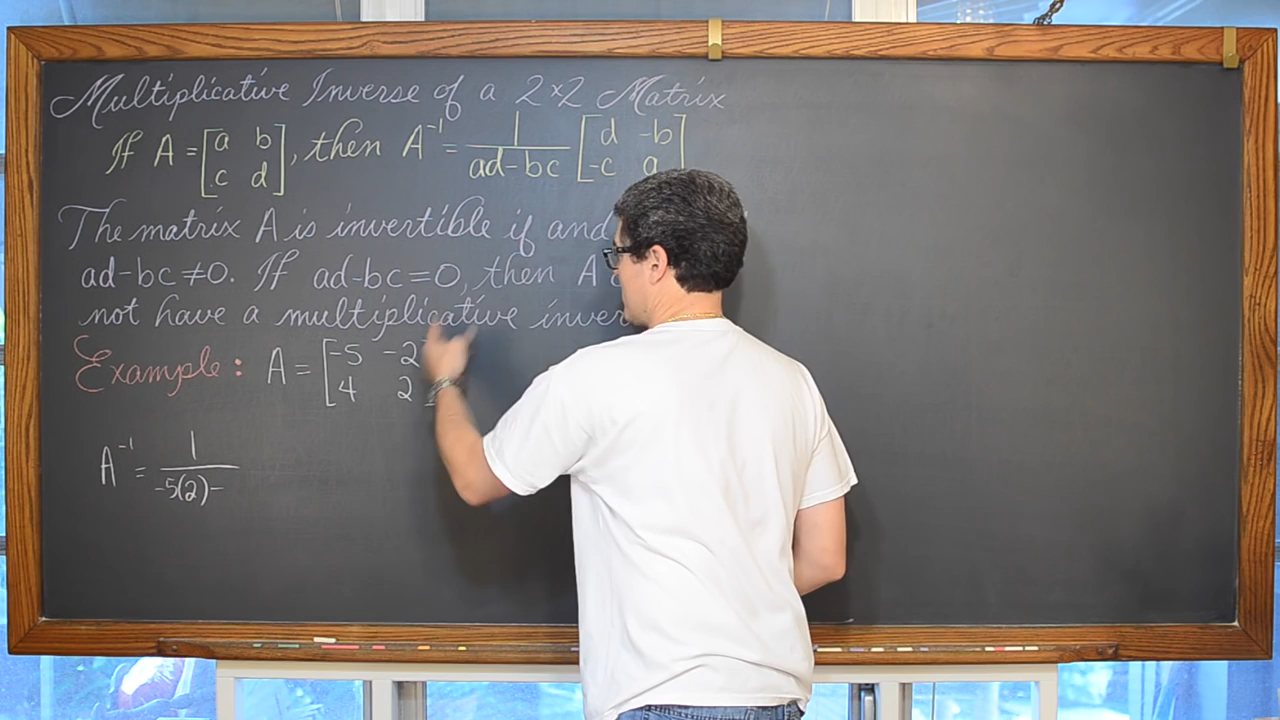 Multiplicative Inverse of a 2×2 Matrix
If A = [a b; c d], then A⁻¹ = 1/(ad-bc) [d -b; -c a]
The matrix A is invertible if and
ad-bc≠0. If ad-bc=0, then A
not have a multiplicative
Example: A = [-5 -2; 4 2]
A⁻¹ = 1/(-5(2)-